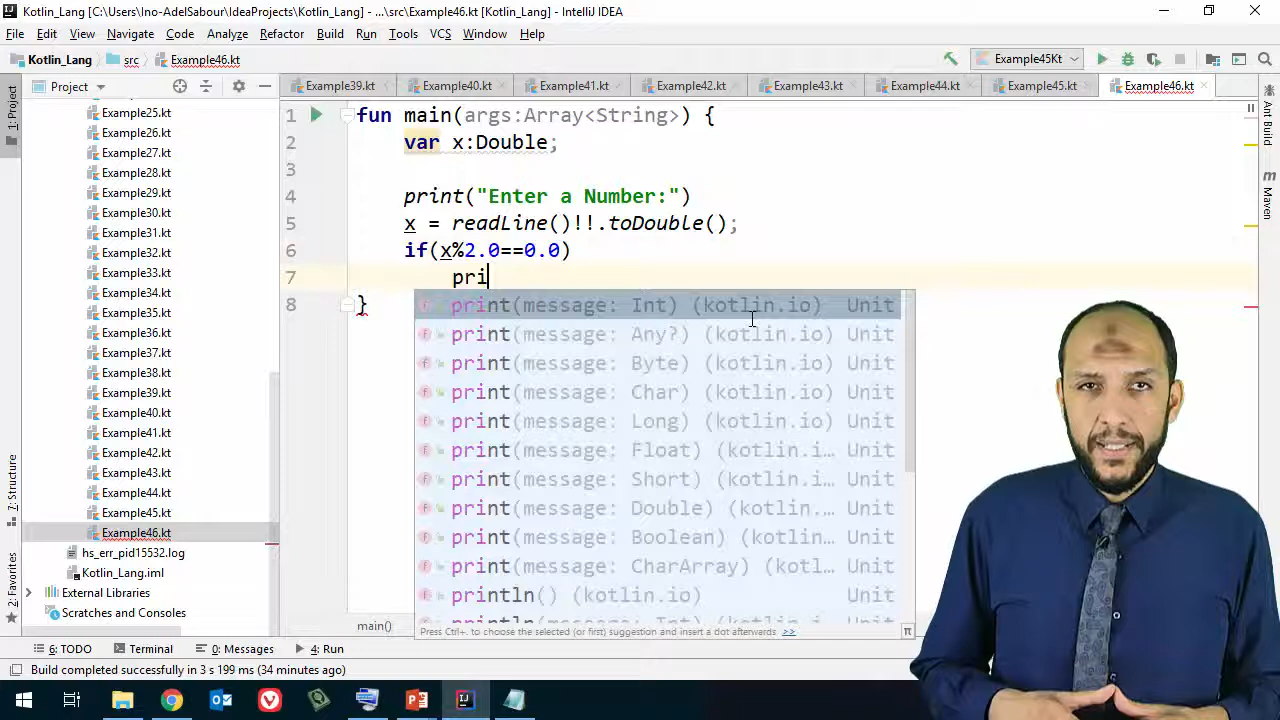 Kotlin_Lang [C:\Users\Ino-AdelSabour\IdeaProjects\Kotlin_Lang] - ...\src\Example46.kt [Kotlin_Lang] - IntelliJ IDEA
File Edit View Navigate Code Analyze Refactor Build Run Tools VCS Window Help
Kotlin_Lang src Example46.kt Example45Kt
Project Example39.kt Example40.kt Example41.kt Example42.kt Example43.kt Example44.kt Example45.kt Example46.kt
1: Project
7: Structure
2: Favorites
Example25.kt
Example26.kt
Example27.kt
Example28.kt
Example29.kt
Example30.kt
Example31.kt
Example32.kt
Example33.kt
Example34.kt
Example35.kt
Example36.kt
Example37.kt
Example38.kt
Example39.kt
Example40.kt
Example41.kt
Example42.kt
Example43.kt
Example44.kt
Example45.kt
Example46.kt
hs_err_pid15532.log
Kotlin_Lang.iml
External Libraries
Scratches and Consoles
1 fun main(args:Array<String>) {
2 var x:Double;
3
4 print("Enter a Number:")
5 x = readLine()!!.toDouble();
6 if(x%2.0==0.0)
7 pri
8 }
print(message: Int) (kotlin.io) Unit
print(message: Any?) (kotlin.io) Unit
print(message: Byte) (kotlin.io) Unit
print(message: Char) (kotlin.io) Unit
print(message: Long) (kotlin.io) Unit
print(message: Float) (kotlin.i... Unit
print(message: Short) (kotlin.i... Unit
print(message: Double) (kotlin.... Unit
print(message: Boolean) (kotlin... Unit
print(message: CharArray) (kotl... Unit
println() (kotlin.io) Unit
println(message: Int) (kotlin.i... Unit
Press Ctrl+. to choose the selected (or first) suggestion and insert a dot afterwards >> π
main()
Ant Build
m Maven
6: TODO Terminal 0: Messages 4: Run
Build completed successfully in 3 s 199 ms (34 minutes ago)